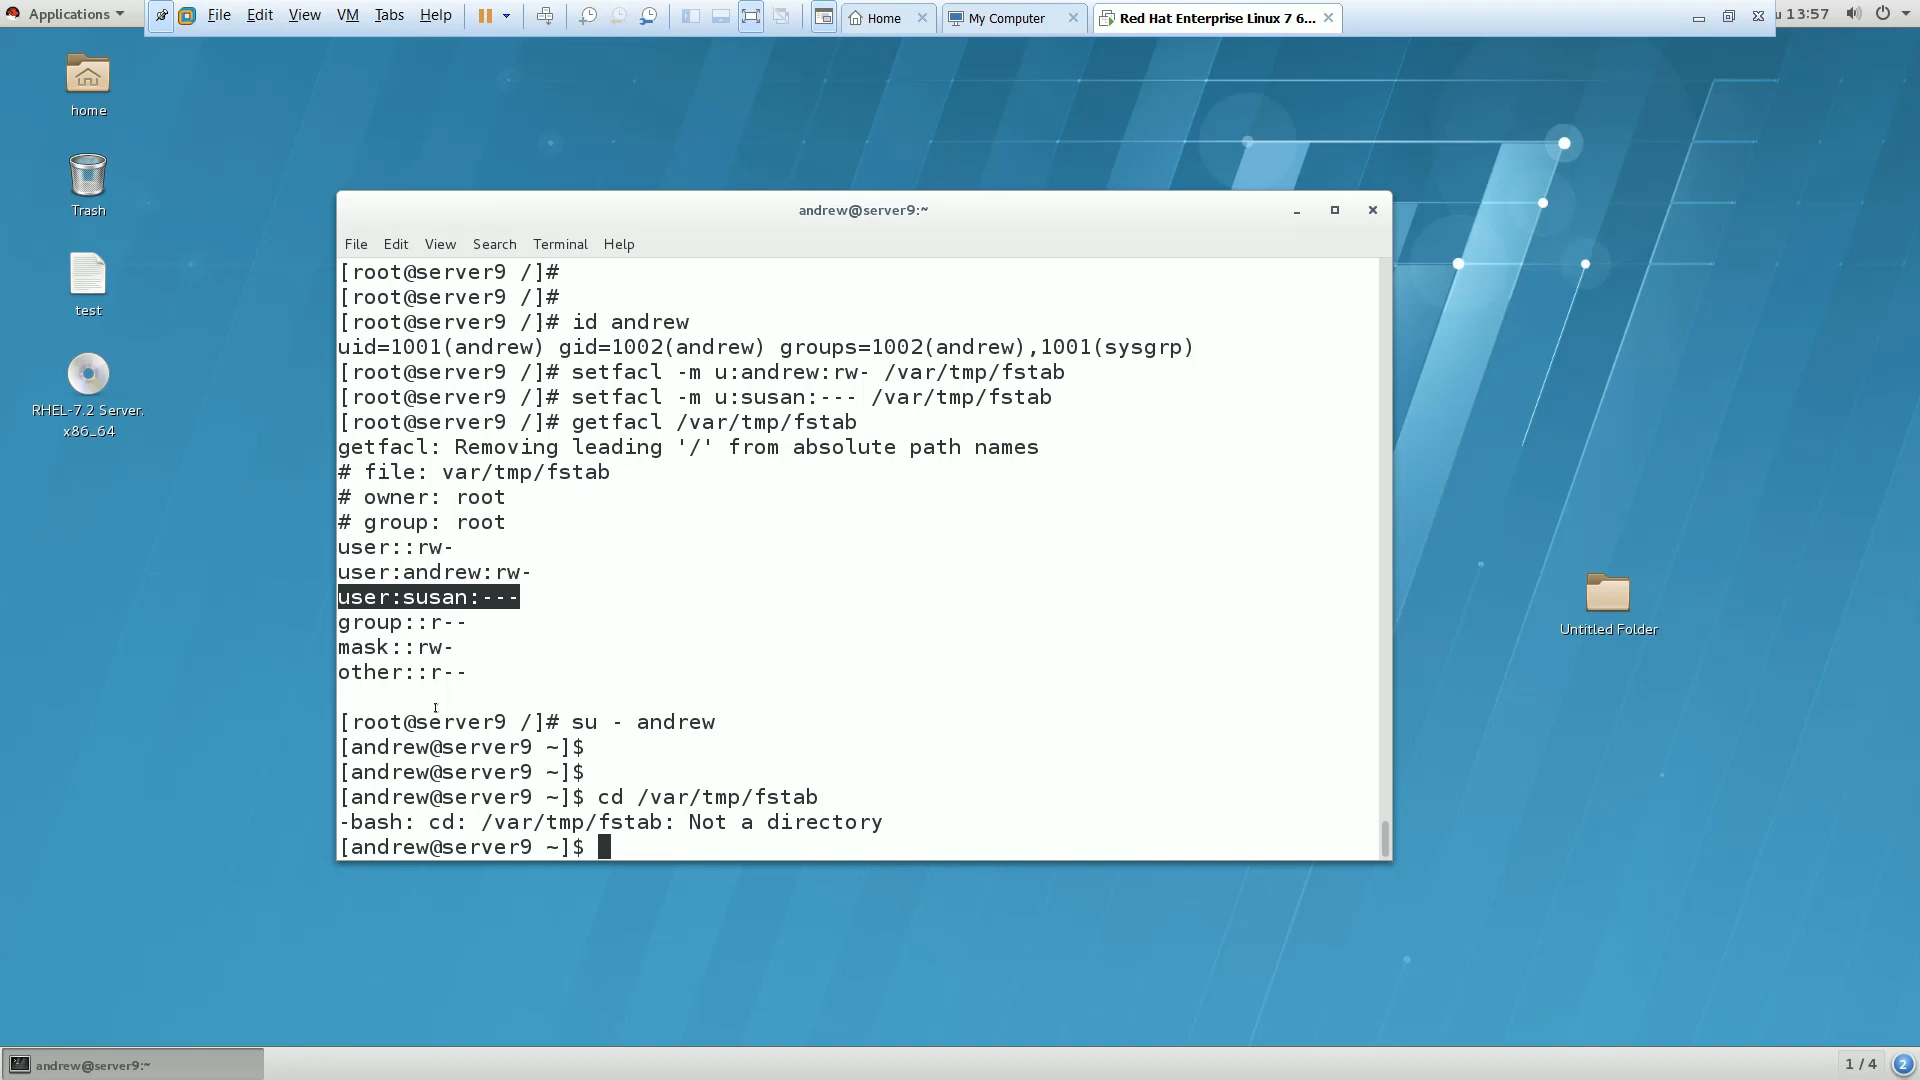 Applications
File Edit View VM Tabs Help
Home
My Computer
Red Hat Enterprise Linux 7 6...
13:57
home
Trash
test
RHEL-7.2 Server.
x86_64
Untitled Folder
andrew@server9:~
File Edit View Search Terminal Help
[root@server9 /]#
[root@server9 /]#
[root@server9 /]# id andrew
uid=1001(andrew) gid=1002(andrew) groups=1002(andrew),1001(sysgrp)
[root@server9 /]# setfacl -m u:andrew:rw- /var/tmp/fstab
[root@server9 /]# setfacl -m u:susan:--- /var/tmp/fstab
[root@server9 /]# getfacl /var/tmp/fstab
getfacl: Removing leading '/' from absolute path names
# file: var/tmp/fstab
# owner: root
# group: root
user::rw-
user:andrew:rw-
user:susan:---
group::r--
mask::rw-
other::r--
[root@server9 /]# su - andrew
[andrew@server9 ~]$
[andrew@server9 ~]$
[andrew@server9 ~]$ cd /var/tmp/fstab
-bash: cd: /var/tmp/fstab: Not a directory
[andrew@server9 ~]$
andrew@server9:~
1 / 4
2